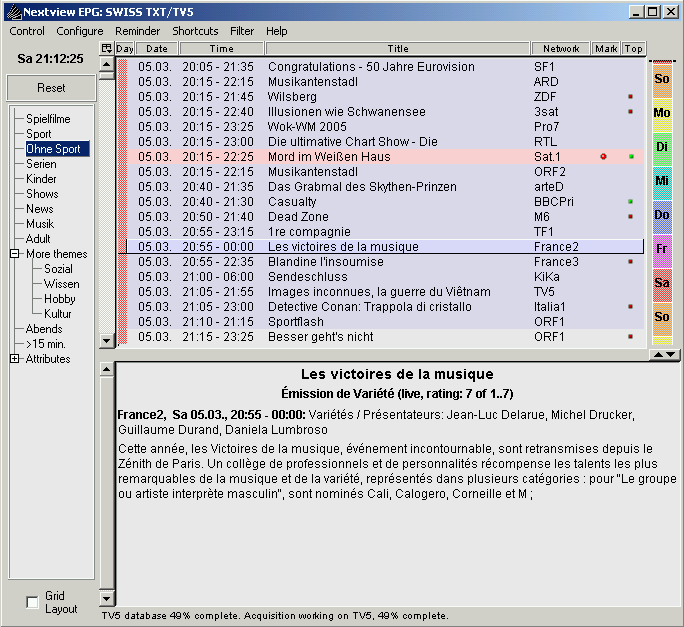 Nextview EPG: SWISS TXT/TV5
Control Configure Reminder Shortcuts Filter Help
Sa 21:12:25
Reset
Spielfilme
Sport
Ohne Sport
Serien
Kinder
Shows
News
Musik
Adult
More themes
Sozial
Wissen
Hobby
Kultur
Abends
>15 min.
Attributes
Grid
Layout
Day Date Time Title Network Mark Top
05.03. 20:05 - 21:35 Congratulations - 50 Jahre Eurovision SF1
05.03. 20:15 - 22:15 Musikantenstadl ARD
05.03. 20:15 - 21:45 Wilsberg ZDF
05.03. 20:15 - 22:40 Illusionen wie Schwanensee 3sat
05.03. 20:15 - 23:25 Wok-WM 2005 Pro7
05.03. 20:15 - 23:00 Die ultimative Chart Show - Die RTL
05.03. 20:15 - 22:25 Mord im Weißen Haus Sat.1
05.03. 20:15 - 22:15 Musikantenstadl ORF2
05.03. 20:40 - 21:35 Das Grabmal des Skythen-Prinzen arteD
05.03. 20:40 - 21:30 Casualty BBCPri
05.03. 20:50 - 21:40 Dead Zone M6
05.03. 20:55 - 23:15 1re compagnie TF1
05.03. 20:55 - 00:00 Les victoires de la musique France2
05.03. 20:55 - 22:35 Blandine l'insoumise France3
05.03. 21:00 - 06:00 Sendeschluss KiKa
05.03. 21:05 - 21:55 Images inconnues, la guerre du Viêtnam TV5
05.03. 21:05 - 23:00 Detective Conan: Trappola di cristallo Italia1
05.03. 21:10 - 21:15 Sportflash ORF1
05.03. 21:15 - 23:25 Besser geht's nicht ORF1
So
Mo
Di
Mi
Do
Fr
Sa
So
Les victoires de la musique
Émission de Variété (live, rating: 7 of 1..7)
France2, Sa 05.03., 20:55 - 00:00: Variétés / Présentateurs: Jean-Luc Delarue, Michel Drucker,
Guillaume Durand, Daniela Lumbroso
Cette année, les Victoires de la musique, événement incontournable, sont retransmises depuis le
Zénith de Paris. Un collège de professionnels et de personnalités récompense les talents les plus
remarquables de la musique et de la variété, représentés dans plusieurs catégories : pour "Le groupe
ou artiste interprète masculin", sont nominés Cali, Calogero, Corneille et M ;
TV5 database 49% complete. Acquisition working on TV5, 49% complete.